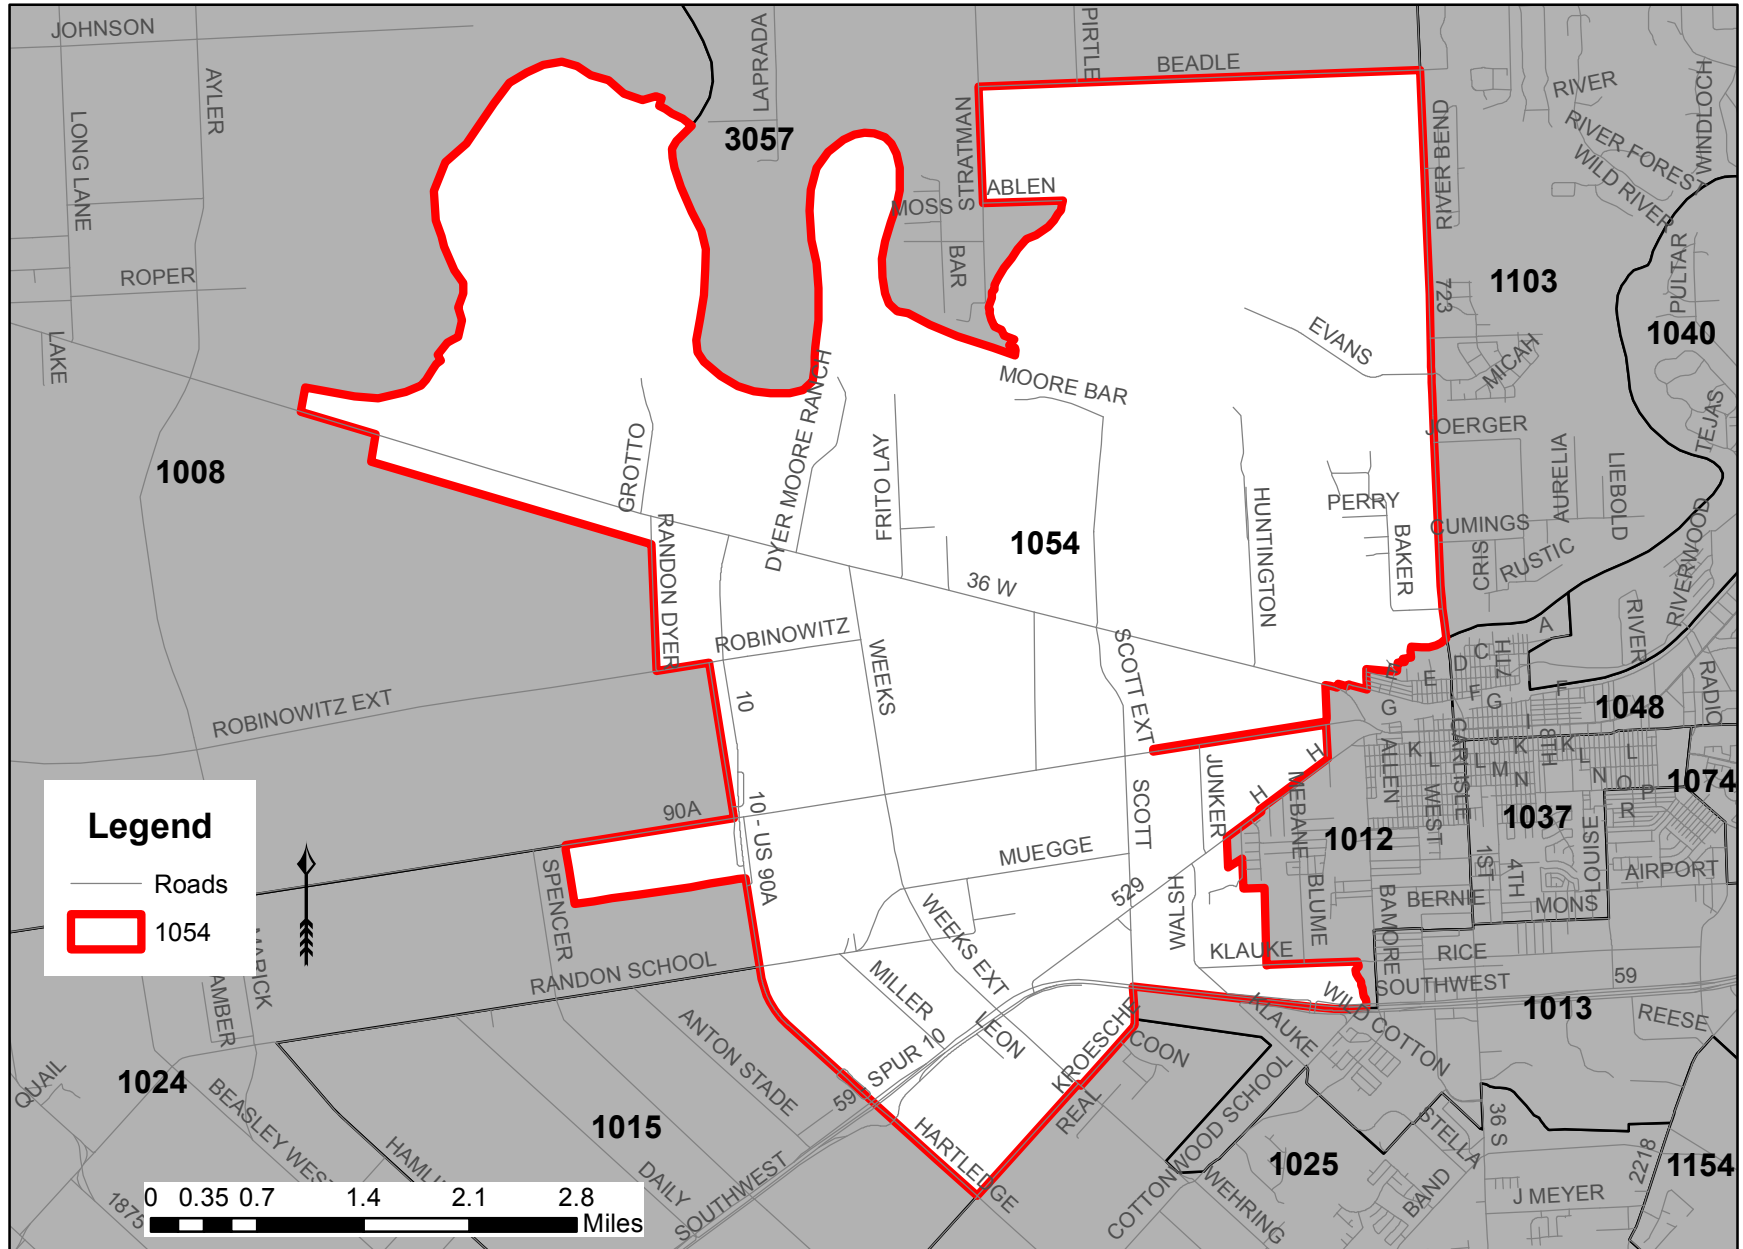 JOHNSON
AYLER
LONG LANE
ROPER
LAKE
LAPRADA
PIRTLE
BEADLE
3057
STRATMAN
ABLEN
MOSS
BAR
RIVER BEND
RIVER
RIVER FOREST
WILD RIVER
WINDLOCH
PULTAR
1103
1040
723
EVANS
MICAH
TEJAS
MOORE BAR
JOERGER
AURELIA
LIEBOLD
1008
GROTTO
DYER MOORE RANCH
FRITO LAY
1054
HUNTINGTON
PERRY
BAKER
CUMINGS
CRIS
RUSTIC
RIVERWOOD
RANDON DYER
36 W
ROBINOWITZ
WEEKS
SCOTT EXT
RIVER
A
C
7TH
D
E
E
F
F
G
G
RADIO
1048
ROBINOWITZ EXT
10
CARLISLE
ALLEN
I
J
8TH
K
K
K
L
L
L
L
M
N
N
O
P
R
1074
H
H
JUNKER
MEBANE
WEST
1037
1012
LOUISE
90A
10 - US 90A
SCOTT
MUEGGE
529
WALSH
BLUME
BAMORE
BERNIE
1ST
4TH
MONS
AIRPORT
Legend
Roads
1054
SPENCER
WEEKS EXT
KLAUKE
RICE
SOUTHWEST
59
1013
REESE
MARICK
AMBER
RANDON SCHOOL
MILLER
LEON
SPUR 10
KROESCHE
COON
KLAUKE
WILD COTTON
ANTON STADE
59
REAL
QUAIL
1024
BEASLEY WEST
1015
HARTLEDGE
COTTONWOOD SCHOOL
1025
STELLA
36 S
2218
1154
DAILY
SOUTHWEST
WEHRING
BAND
J MEYER
1875
0 0.35 0.7 1.4 2.1 2.8
Miles